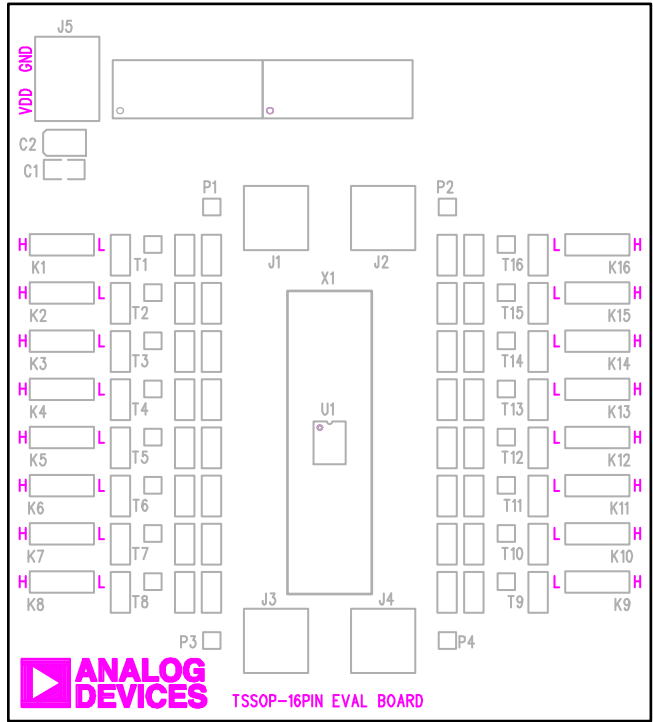 J5
VDD GND
C2
C1
P1 P2
J1 J2
X1
H L T1 T16 L H
K1 K16
H L T2 T15 L H
K2 K15
H L T3 T14 L H
K3 K14
H L T4 T13 L H
K4 K13
U1
H L T5 T12 L H
K5 K12
H L T6 T11 L H
K6 K11
H L T7 T10 L H
K7 K10
H L T8 T9 L H
K8 K9
J3 J4
P3 P4
ANALOG
DEVICES
TSSOP-16PIN EVAL BOARD